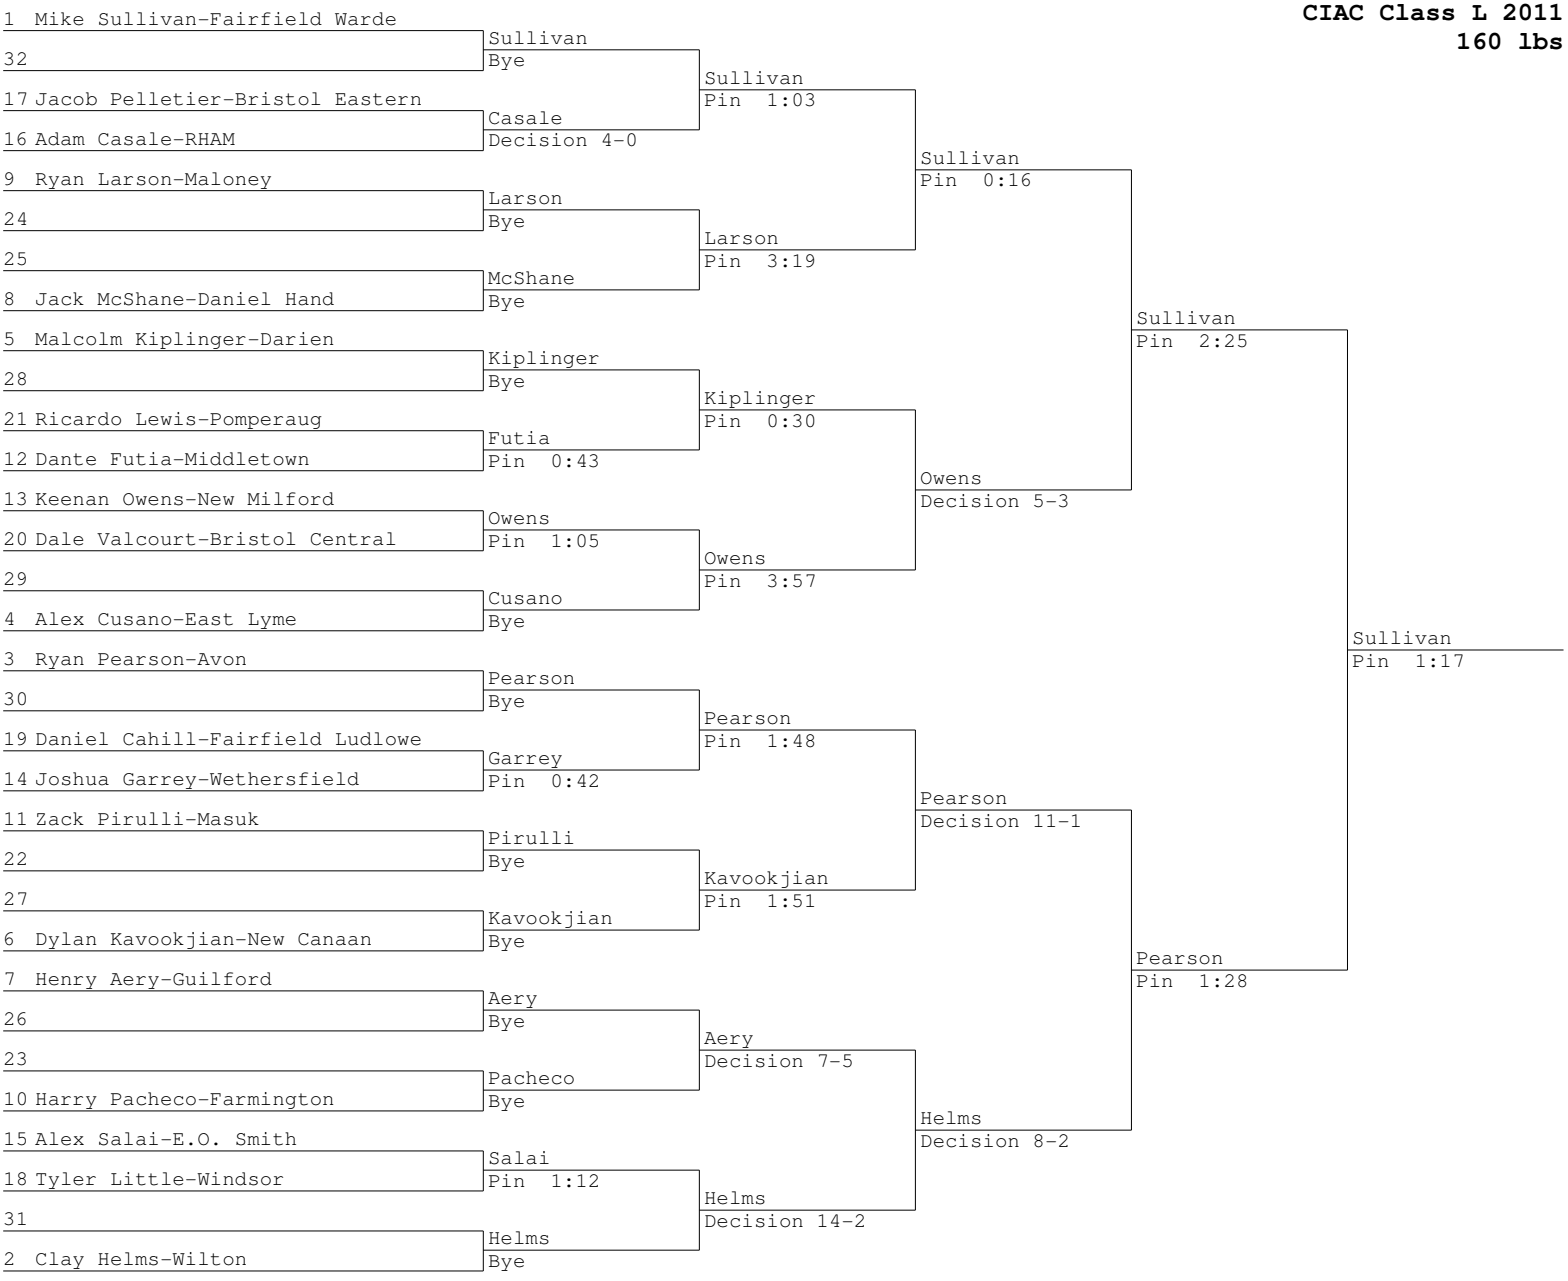 CIAC Class L 2011
160 lbs
1 Mike Sullivan-Fairfield Warde
32
17 Jacob Pelletier-Bristol Eastern
16 Adam Casale-RHAM
9 Ryan Larson-Maloney
24
25
8 Jack McShane-Daniel Hand
5 Malcolm Kiplinger-Darien
28
21 Ricardo Lewis-Pomperaug
12 Dante Futia-Middletown
13 Keenan Owens-New Milford
20 Dale Valcourt-Bristol Central
29
4 Alex Cusano-East Lyme
3 Ryan Pearson-Avon
30
19 Daniel Cahill-Fairfield Ludlowe
14 Joshua Garrey-Wethersfield
11 Zack Pirulli-Masuk
22
27
6 Dylan Kavookjian-New Canaan
7 Henry Aery-Guilford
26
23
10 Harry Pacheco-Farmington
15 Alex Salai-E.O. Smith
18 Tyler Little-Windsor
31
2 Clay Helms-Wilton
Sullivan
Bye
Casale
Decision 4-0
Larson
Bye
McShane
Bye
Kiplinger
Bye
Futia
Pin 0:43
Owens
Pin 1:05
Cusano
Bye
Pearson
Bye
Garrey
Pin 0:42
Pirulli
Bye
Kavookjian
Bye
Aery
Bye
Pacheco
Bye
Salai
Pin 1:12
Helms
Bye
Sullivan
Pin 1:03
Larson
Pin 3:19
Kiplinger
Pin 0:30
Owens
Pin 3:57
Pearson
Pin 1:48
Kavookjian
Pin 1:51
Aery
Decision 7-5
Helms
Decision 14-2
Sullivan
Pin 0:16
Owens
Decision 5-3
Pearson
Decision 11-1
Helms
Decision 8-2
Sullivan
Pin 2:25
Pearson
Pin 1:28
Sullivan
Pin 1:17